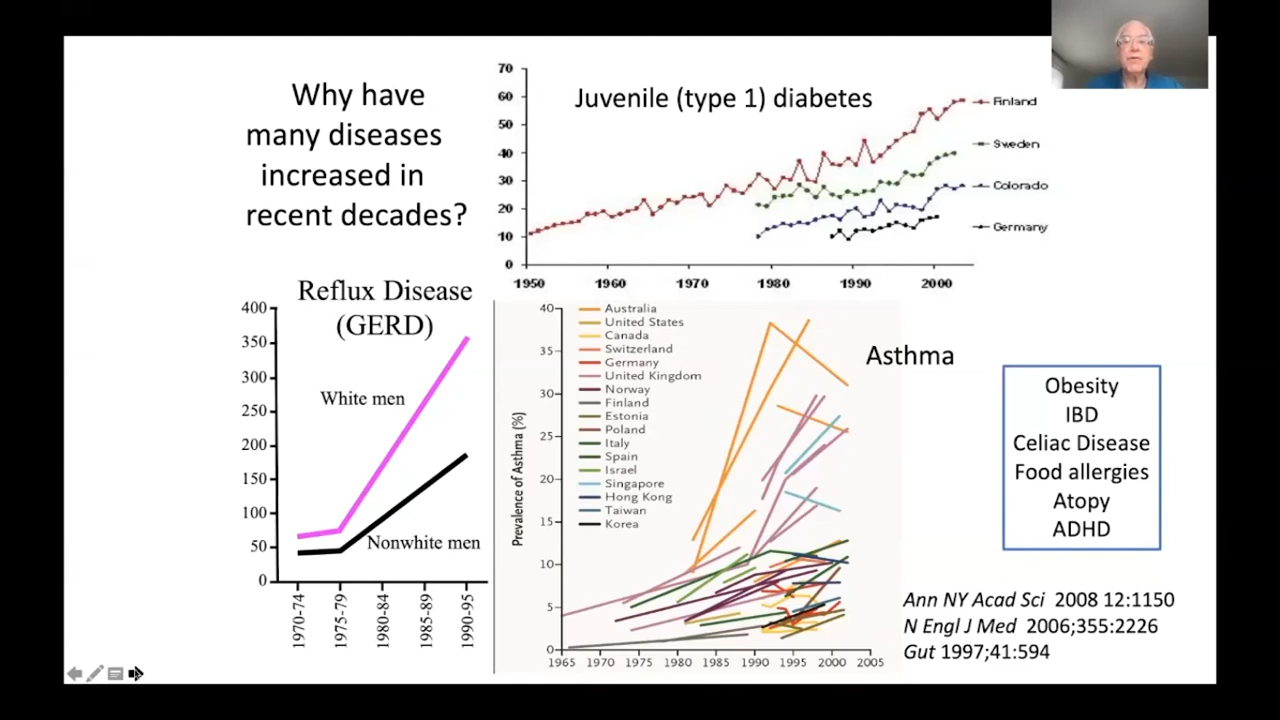 Why have
many diseases
increased in
recent decades?
Juvenile (type 1) diabetes
70
60
50
40
30
20
10
0
1950
1960
1970
1980
1990
2000
Finland
Sweden
Colorado
Germany
Reflux Disease
(GERD)
400
350
300
250
200
150
100
50
0
White men
Nonwhite men
1970-74
1975-79
1980-84
1985-89
1990-95
Asthma
Prevalence of Asthma (%)
40
35
30
25
20
15
10
5
0
Australia
United States
Canada
Switzerland
Germany
United Kingdom
Norway
Finland
Estonia
Poland
Italy
Spain
Israel
Singapore
Hong Kong
Taiwan
Korea
1965
1970
1975
1980
1985
1990
1995
2000
2005
Obesity
IBD
Celiac Disease
Food allergies
Atopy
ADHD
Ann NY Acad Sci 2008 12:1150
N Engl J Med 2006;355:2226
Gut 1997;41:594